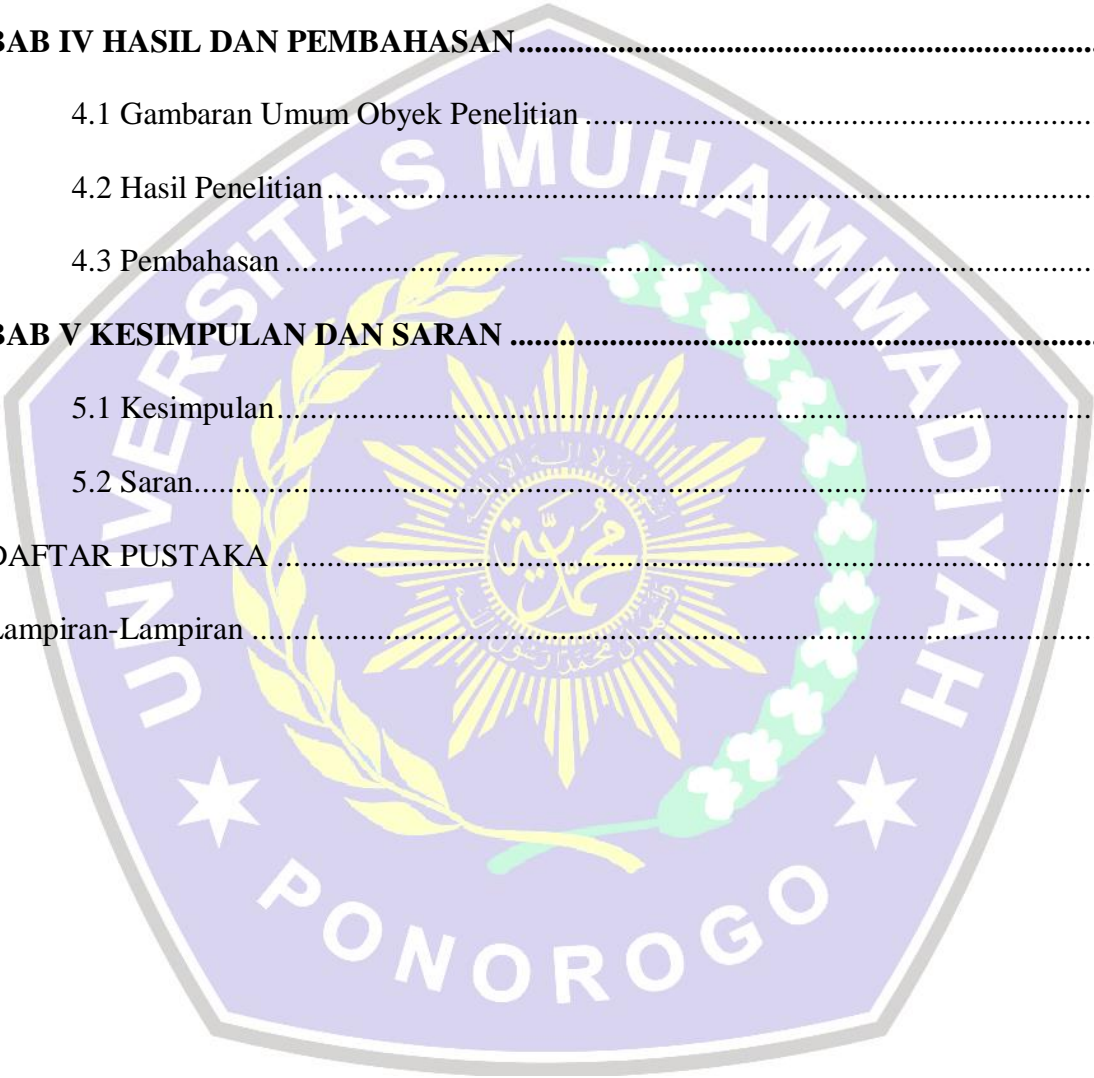 BAB IV HASIL DAN PEMBAHASAN
4.1 Gambaran Umum Obyek Penelitian
4.2 Hasil Penelitian
4.3 Pembahasan
BAB V KESIMPULAN DAN SARAN
5.1 Kesimpulan
5.2 Saran
DAFTAR PUSTAKA
Lampiran-Lampiran
UNIVERSITAS MUHAMMADIYAH
PONOROGO